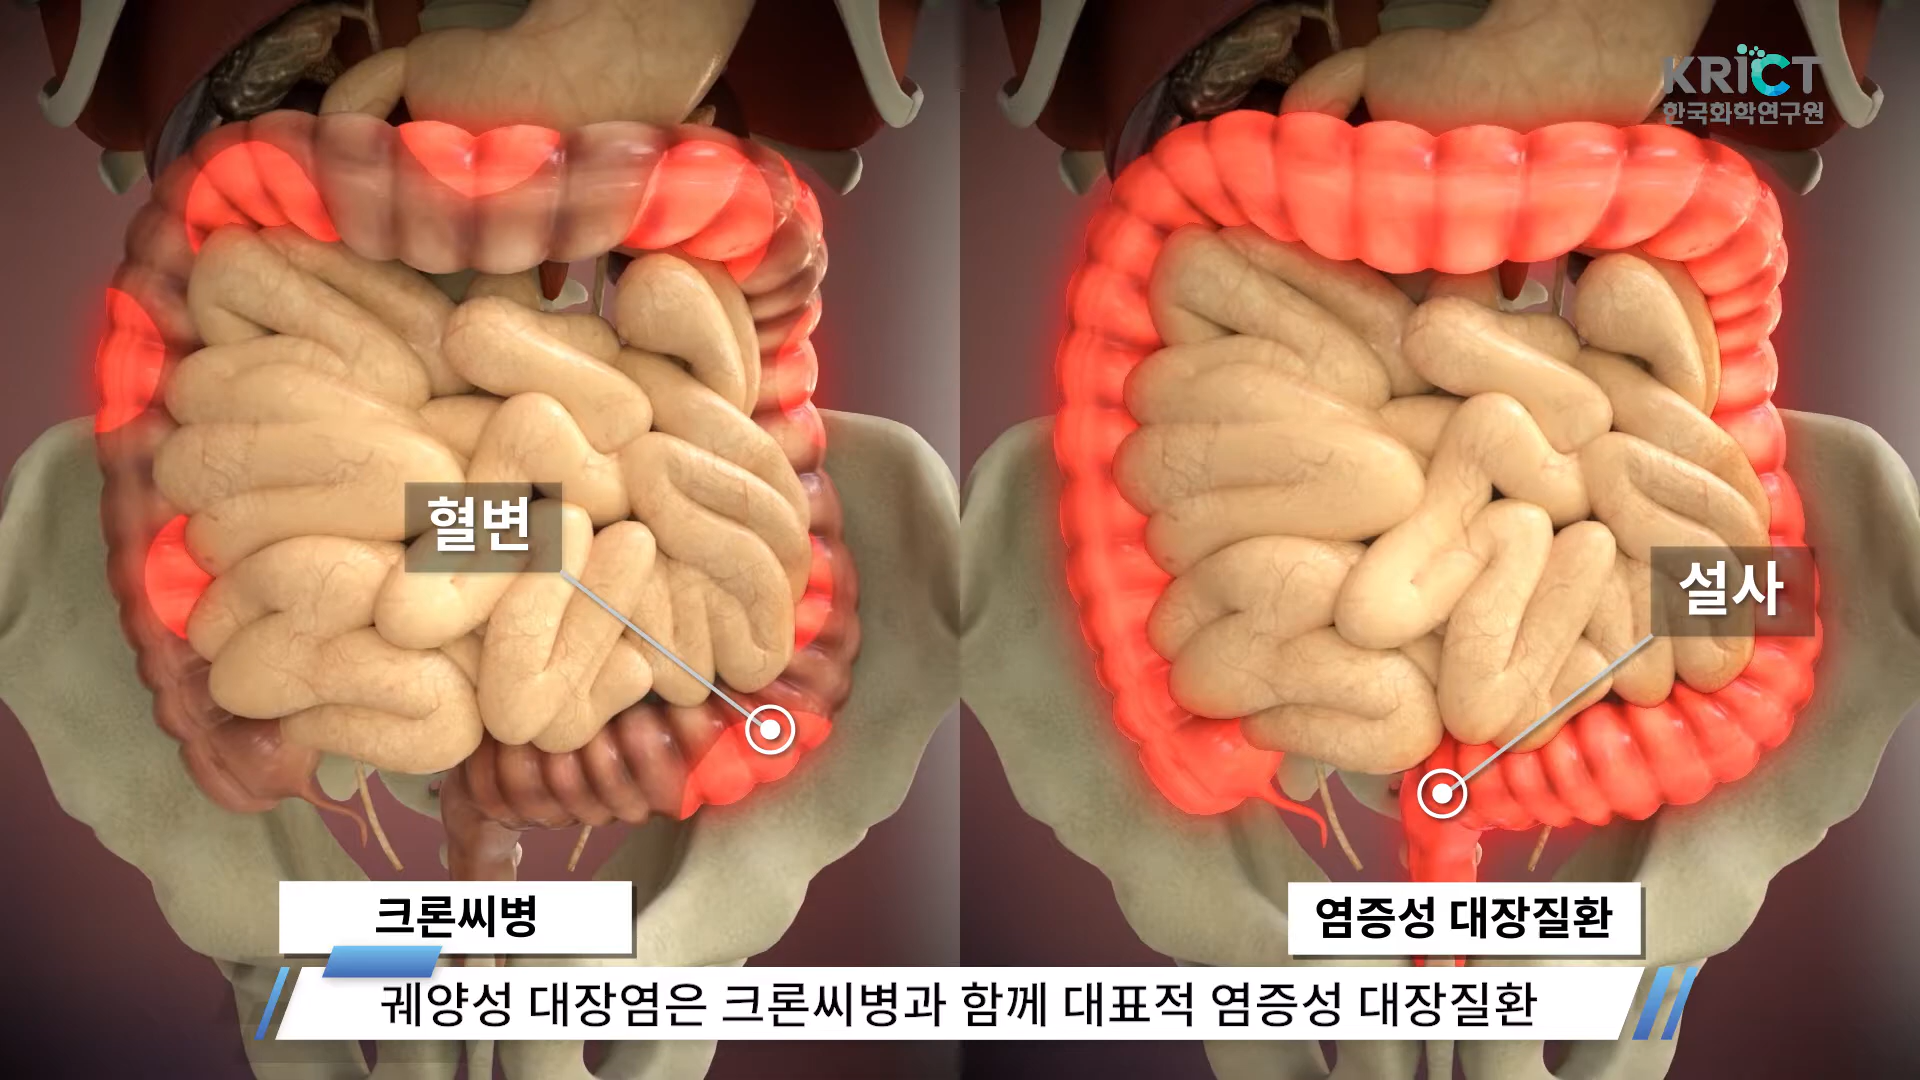 KRICT
한국화학연구원
혈변
설사
크론씨병
염증성 대장질환
궤양성 대장염은 크론씨병과 함께 대표적 염증성 대장질환